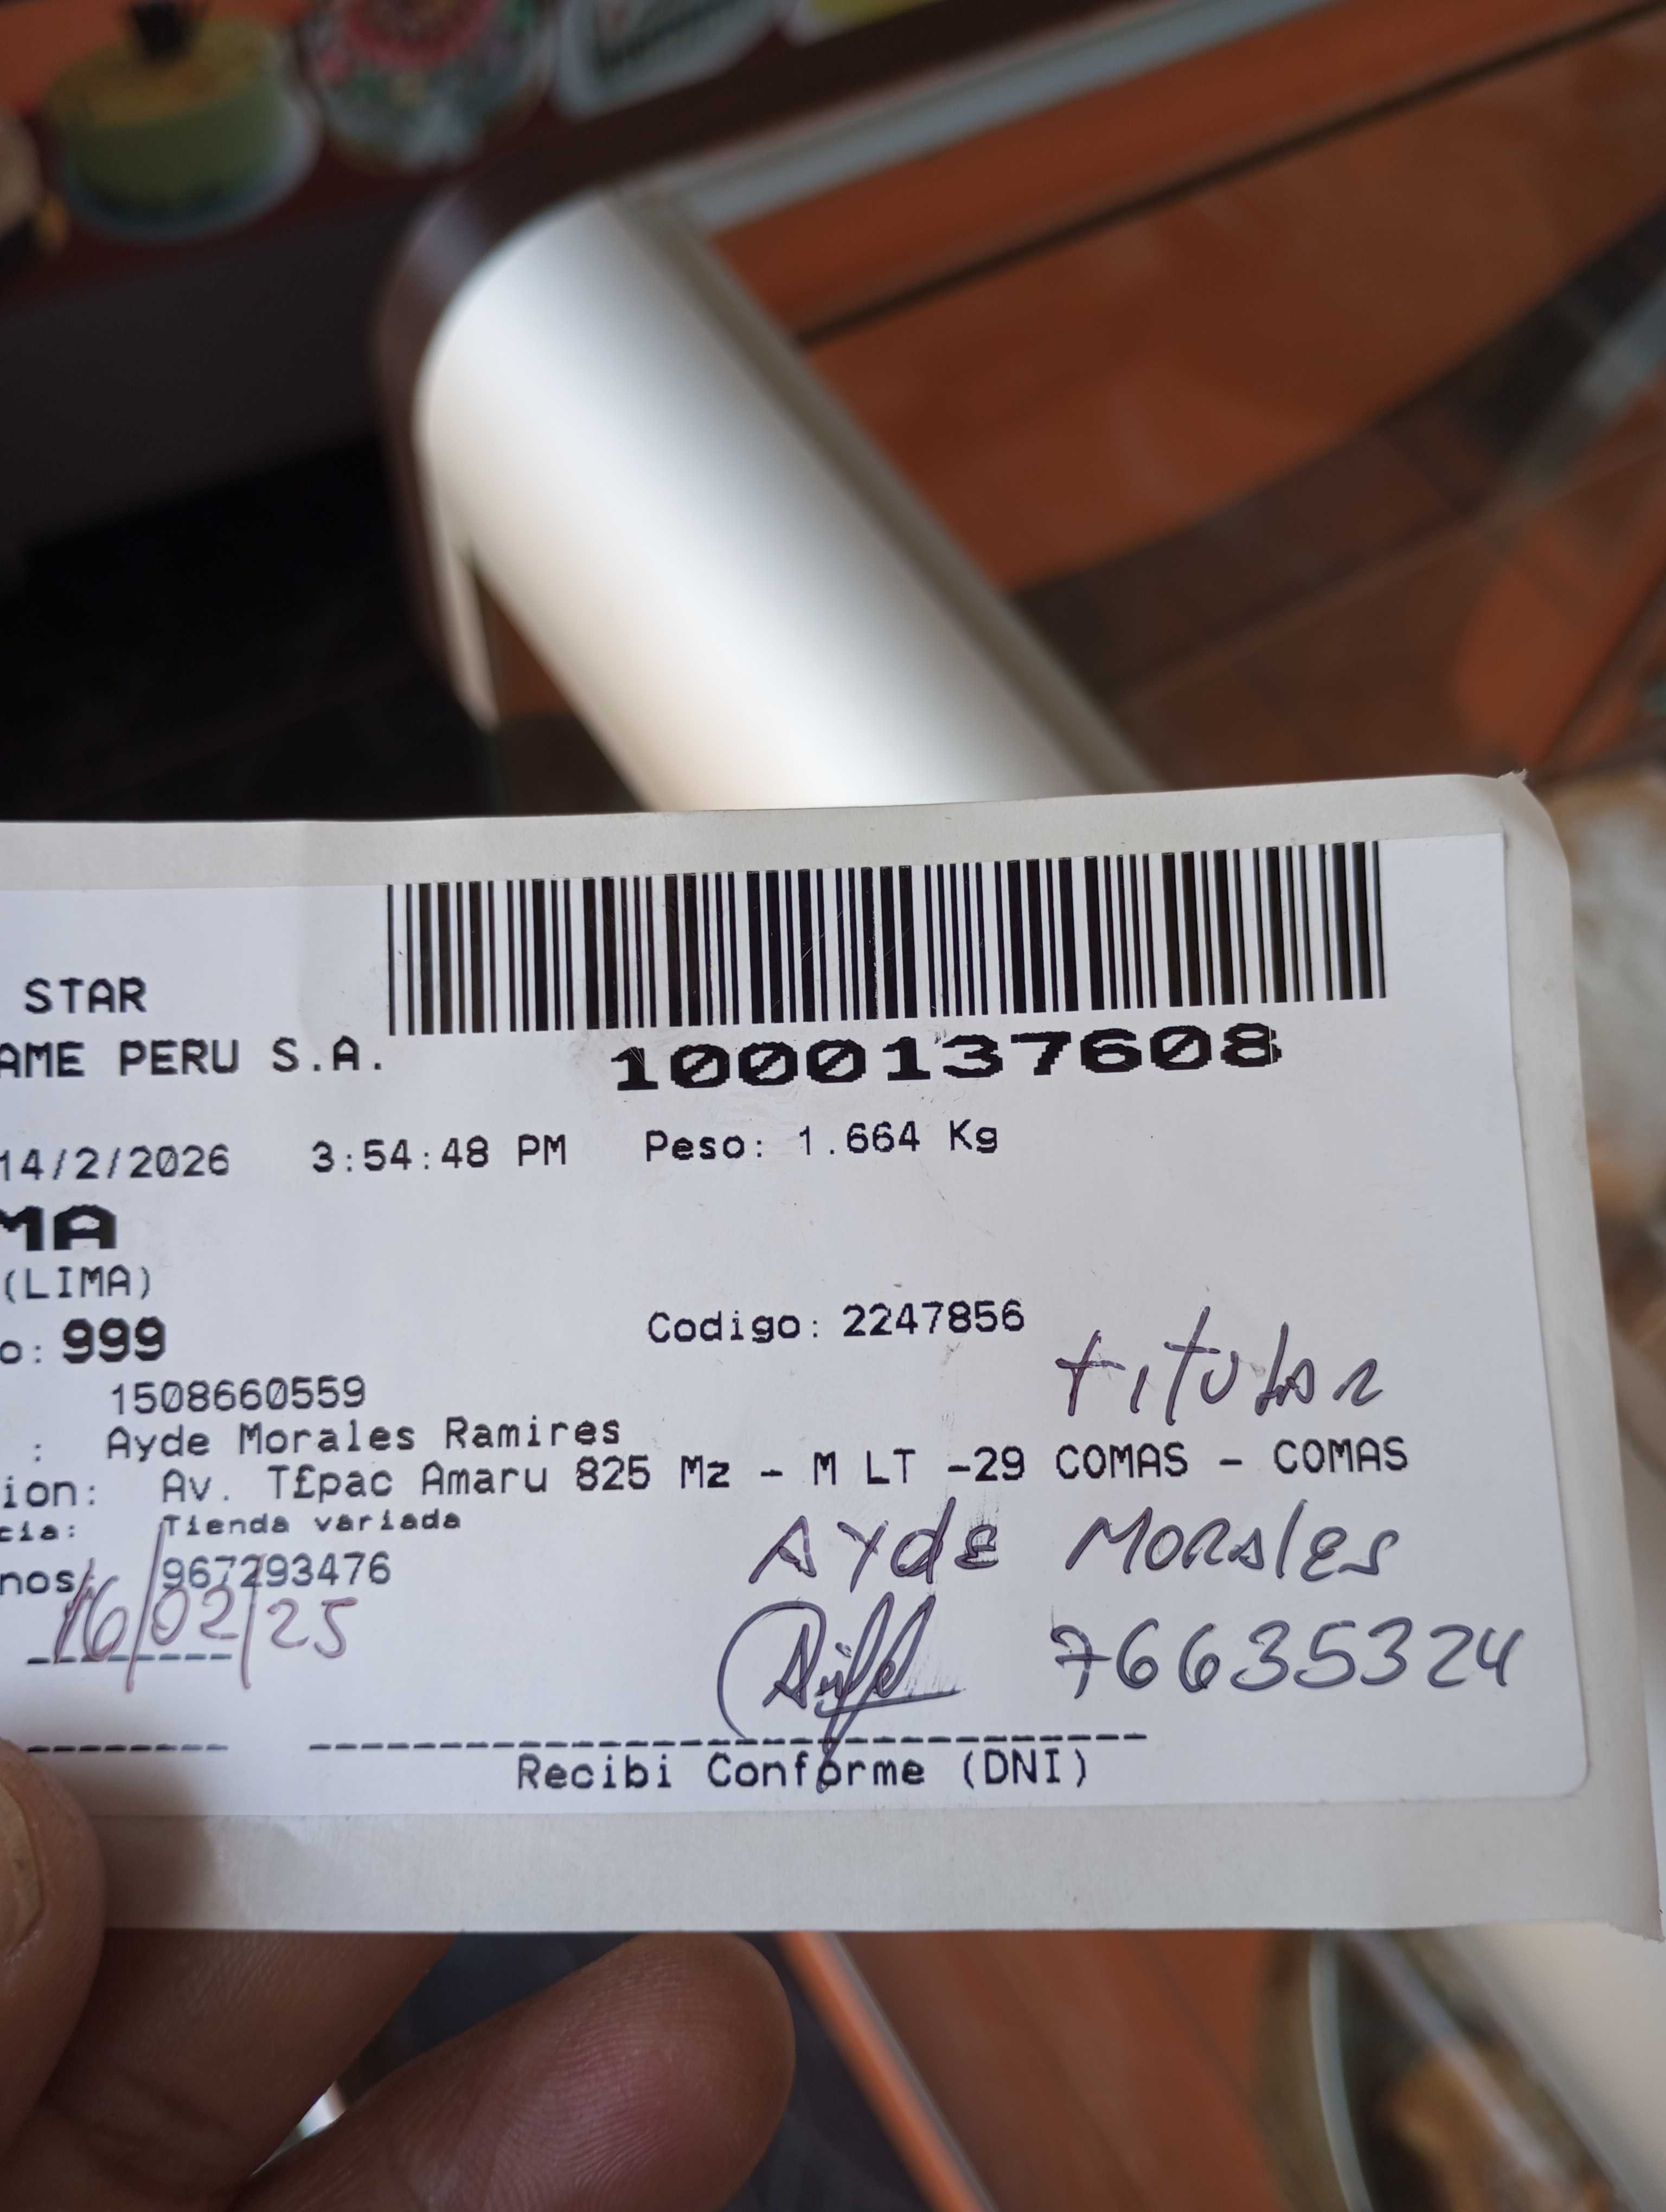 STAR
AME PERU S.A.
1000137608
14/2/2026 3:54:48 PM Peso: 1.664 Kg
MA
(LIMA)
o: 999
Codigo: 2247856
titular
1508660559
: Ayde Morales Ramires
ion: Av. T£pac Amaru 825 Mz - M LT -29 COMAS - COMAS
cia: Tienda variada
Ayde Morales
nos 967293476
16/02/25
76635324
Recibi Conforme (DNI)